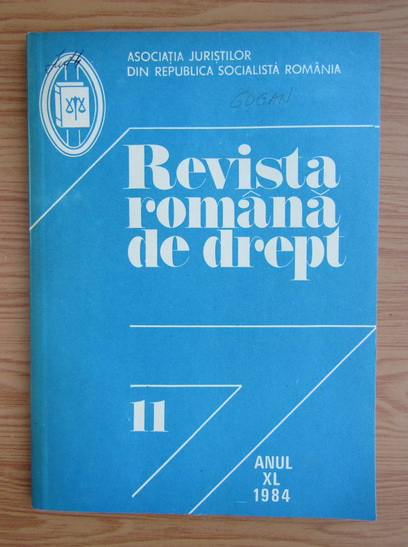 ASOCIAȚIA JURIȘTILOR
DIN REPUBLICA SOCIALISTĂ ROMÂNIA
GOGAN
Revista
română
de drept
11
ANUL
XL
1984